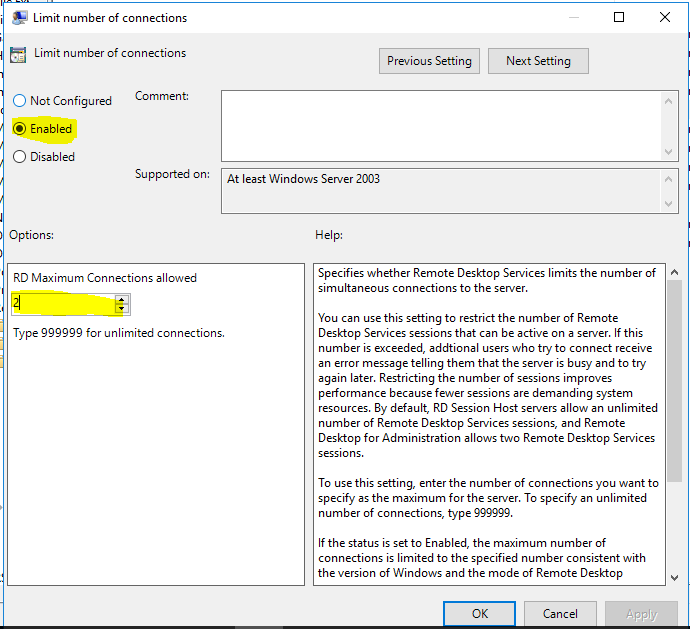 Limit number of connections
Limit number of connections
Previous Setting
Next Setting
Not Configured
Comment:
Enabled
Disabled
Supported on:
At least Windows Server 2003
Options:
Help:
RD Maximum Connections allowed
2
Type 999999 for unlimited connections.
Specifies whether Remote Desktop Services limits the number of
simultaneous connections to the server.
You can use this setting to restrict the number of Remote
Desktop Services sessions that can be active on a server. If this
number is exceeded, addtional users who try to connect receive
an error message telling them that the server is busy and to try
again later. Restricting the number of sessions improves
performance because fewer sessions are demanding system
resources. By default, RD Session Host servers allow an unlimited
number of Remote Desktop Services sessions, and Remote
Desktop for Administration allows two Remote Desktop Services
sessions.
To use this setting, enter the number of connections you want to
specify as the maximum for the server. To specify an unlimited
number of connections, type 999999.
If the status is set to Enabled, the maximum number of
connections is limited to the specified number consistent with
the version of Windows and the mode of Remote Desktop
OK
Cancel
Apply